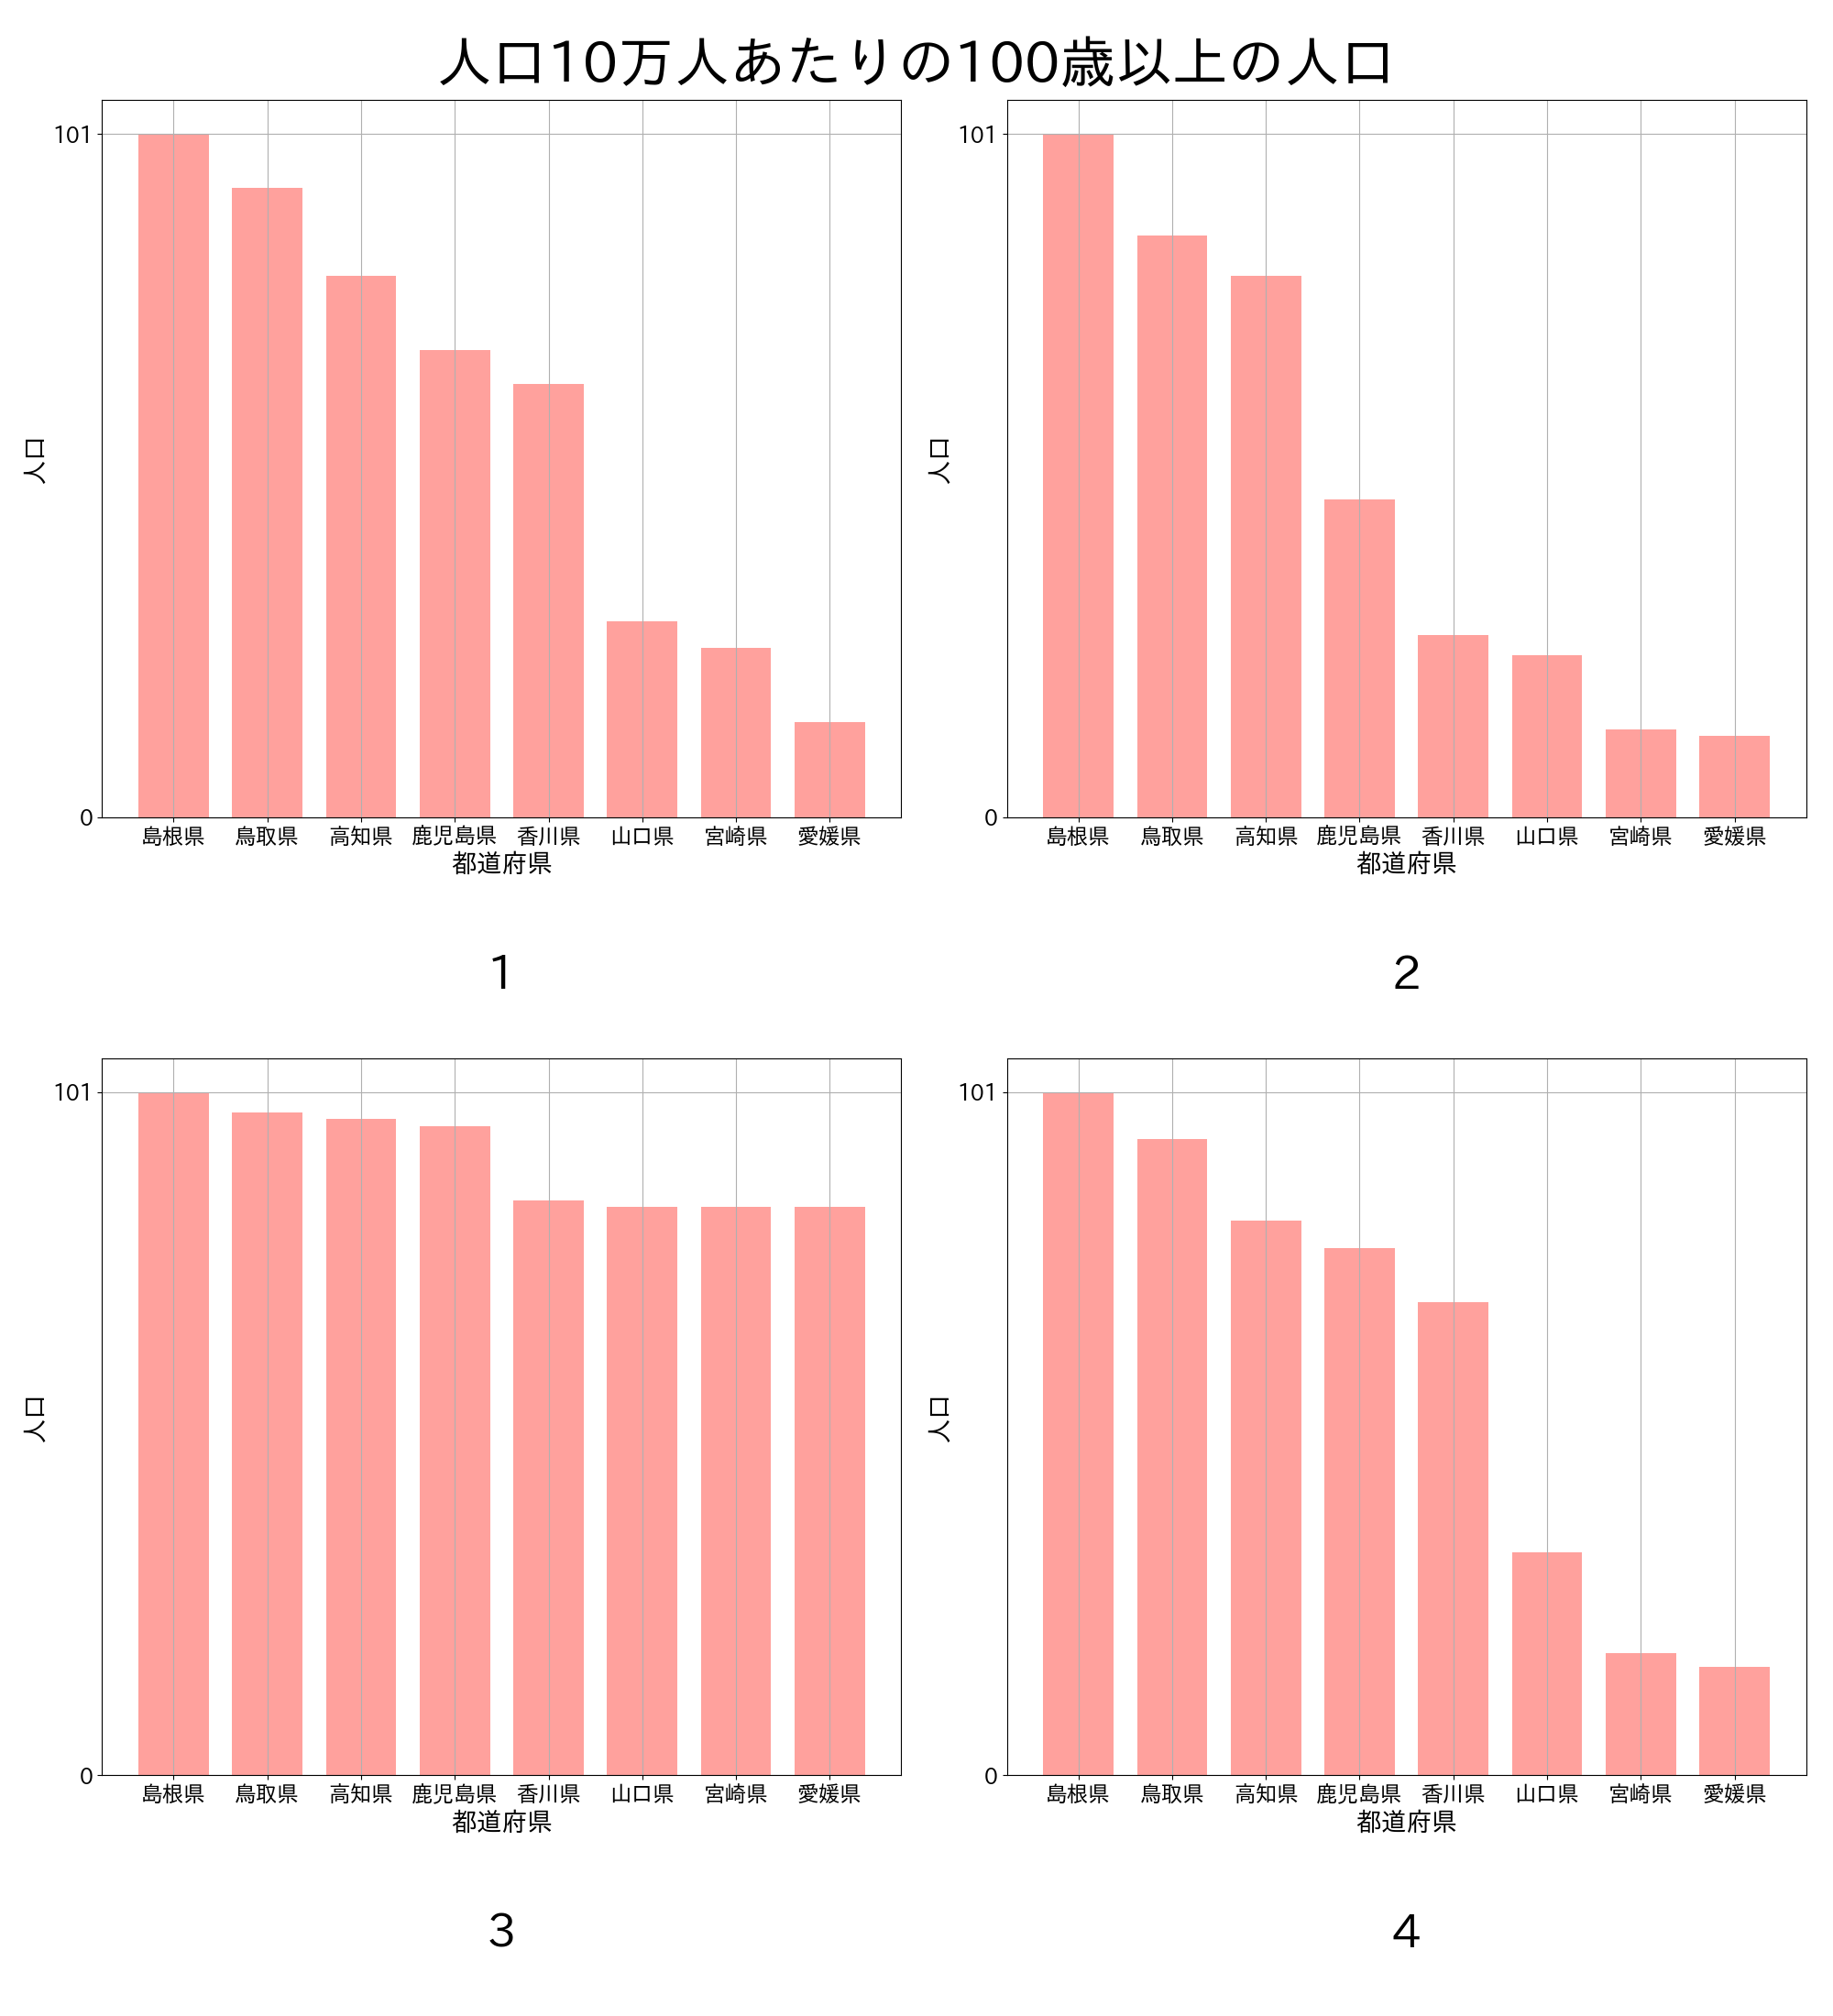 人口10万人あたりの100歳以上の人口
101
101
人口
人口
0
0
島根県 鳥取県 高知県 鹿児島県 香川県 山口県 宮崎県 愛媛県
島根県 鳥取県 高知県 鹿児島県 香川県 山口県 宮崎県 愛媛県
都道府県
都道府県
1
2
101
101
人口
人口
0
0
島根県 鳥取県 高知県 鹿児島県 香川県 山口県 宮崎県 愛媛県
島根県 鳥取県 高知県 鹿児島県 香川県 山口県 宮崎県 愛媛県
都道府県
都道府県
3
4